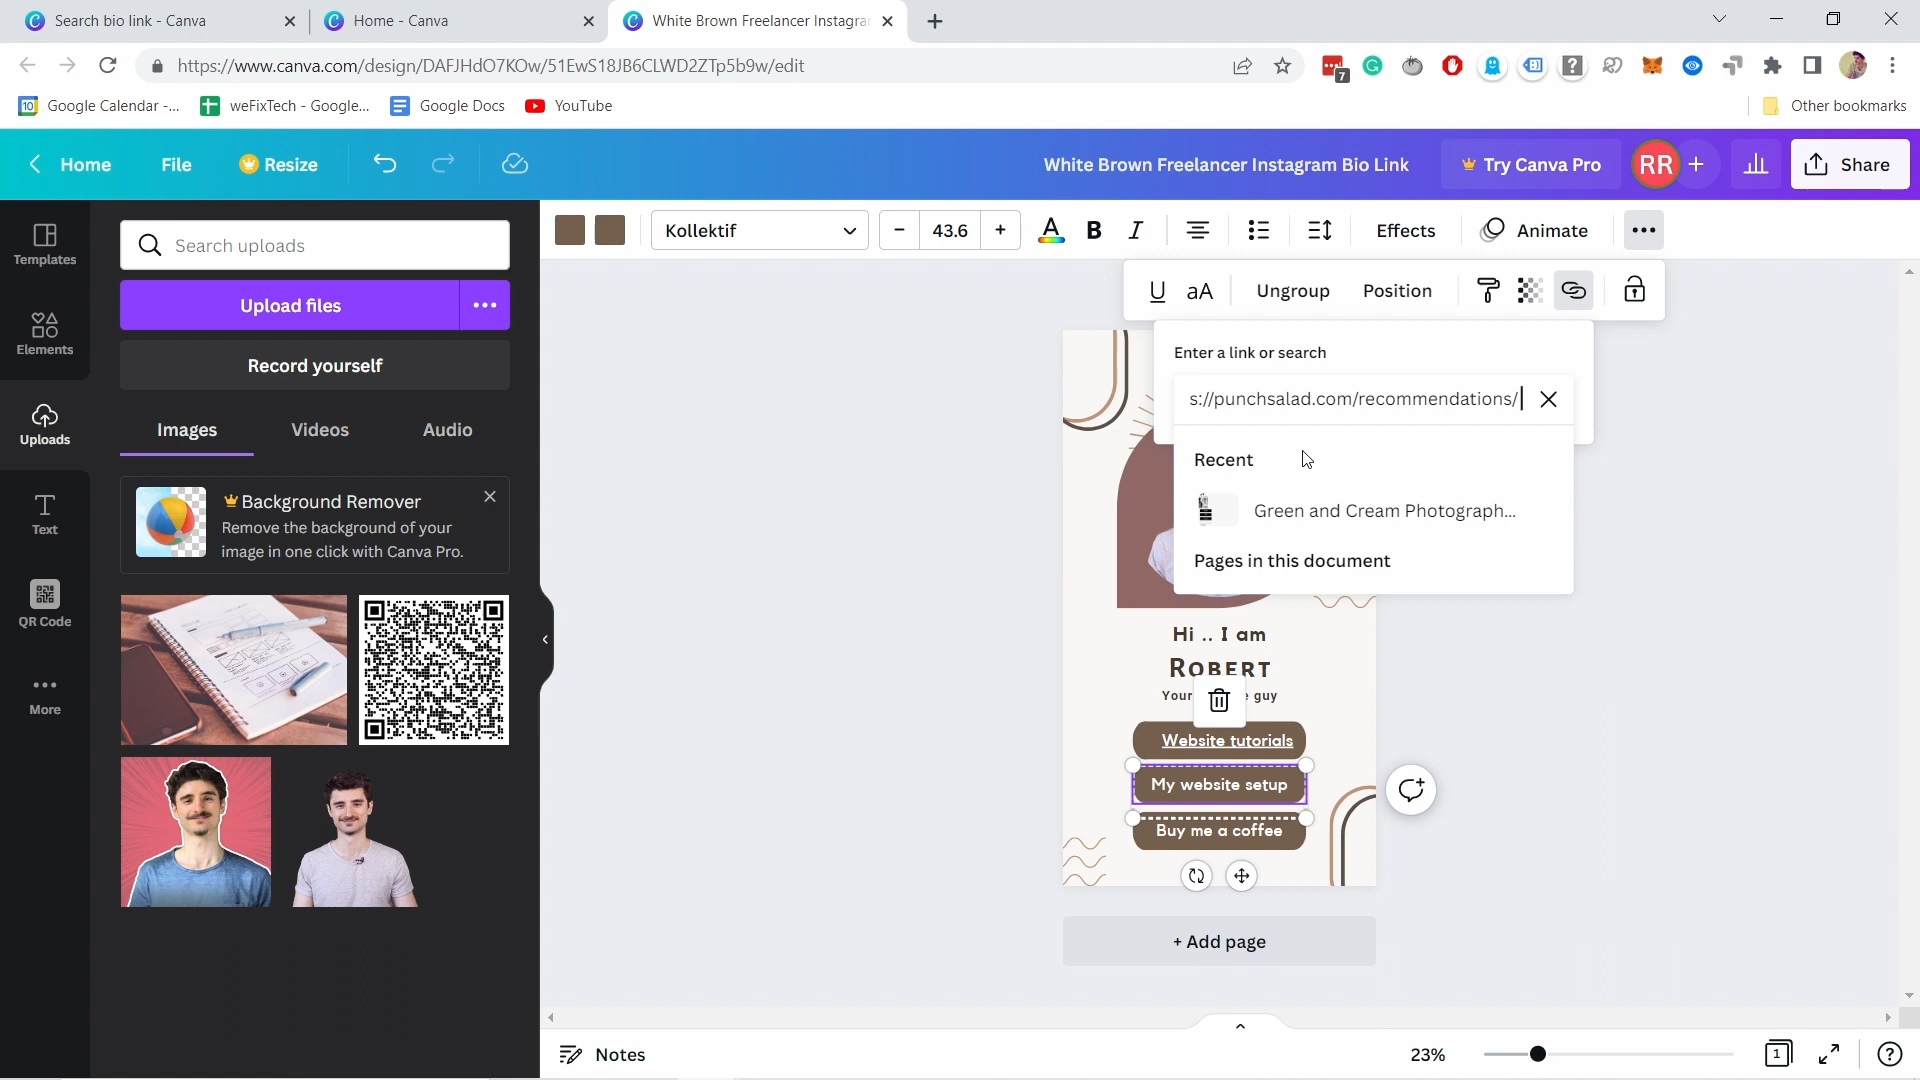 Search bio link - Canva
Home - Canva
White Brown Freelancer Instagra
https://www.canva.com/design/DAFJHdO7KOw/51EwS18JB6CLWD2ZTp5b9w/edit
7
10 Google Calendar -...
weFixTech - Google...
Google Docs
YouTube
Other bookmarks
Home
File
Resize
White Brown Freelancer Instagram Bio Link
Try Canva Pro
RR
Share
Templates
Elements
Uploads
Text
QR Code
More
Search uploads
Upload files
Record yourself
Images
Videos
Audio
Background Remover
Remove the background of your
image in one click with Canva Pro.
Kollektif
43.6
A
B
I
Effects
Animate
U
aA
Ungroup
Position
Enter a link or search
s://punchsalad.com/recommendations/
Recent
Green and Cream Photograph...
Pages in this document
Hi .. I am
ROBERT
Your guy
Website tutorials
My website setup
Buy me a coffee
+ Add page
Notes
23%
1